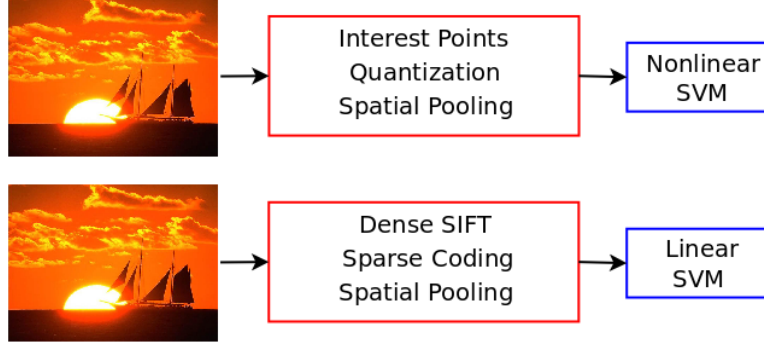 Interest Points
Quantization
Spatial Pooling
Nonlinear
SVM
Dense SIFT
Sparse Coding
Spatial Pooling
Linear
SVM